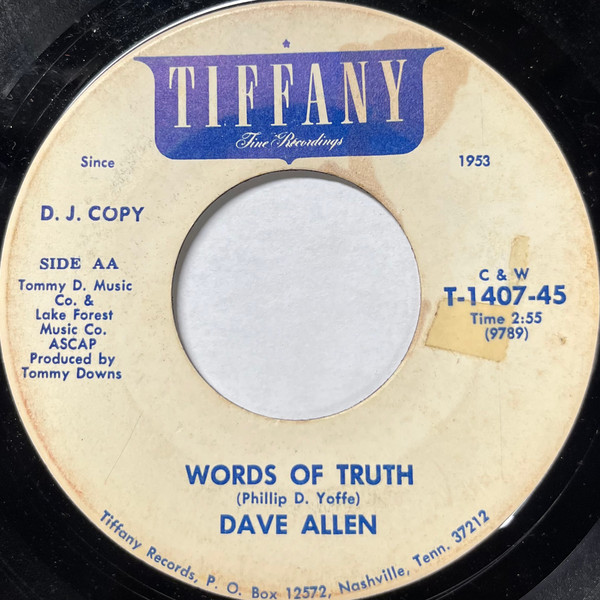 TIFFANY
Fine Recordings
Since
1953
D. J. COPY
SIDE AA
Tommy D. Music
Co. &
Lake Forest
Music Co.
ASCAP
Produced by
Tommy Downs
C & W
T-1407-45
Time 2:55
(9789)
WORDS OF TRUTH
(Phillip D. Yoffe)
DAVE ALLEN
Tiffany Records, P. O. Box 12572, Nashville, Tenn. 37212